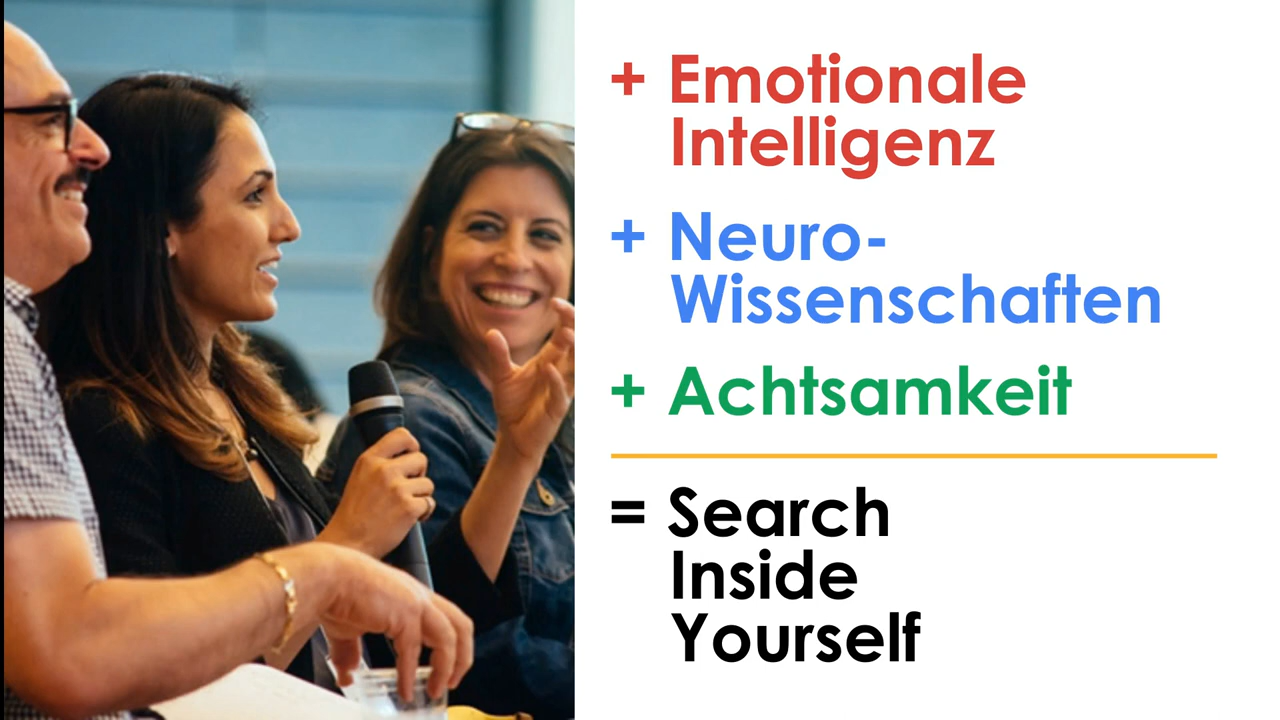 + Emotionale
Intelligenz
+ Neuro-
Wissenschaften
+ Achtsamkeit
= Search
Inside
Yourself